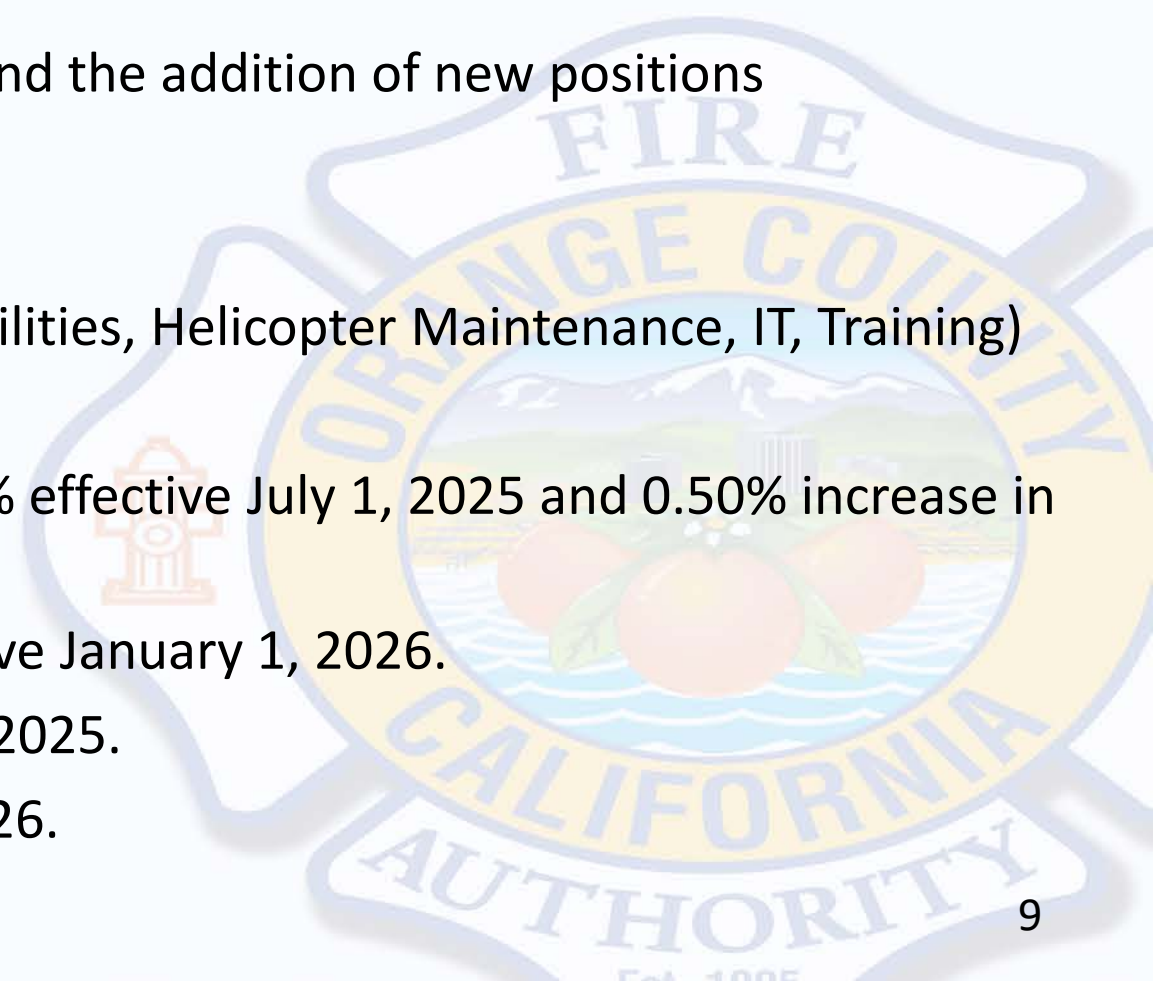 nd the addition of new positions
FIRE
ORANGE COUNTY
ilities, Helicopter Maintenance, IT, Training)
% effective July 1, 2025 and 0.50% increase in
ve January 1, 2026.
2025.
26.
CALIFORNIA
AUTHORITY
9